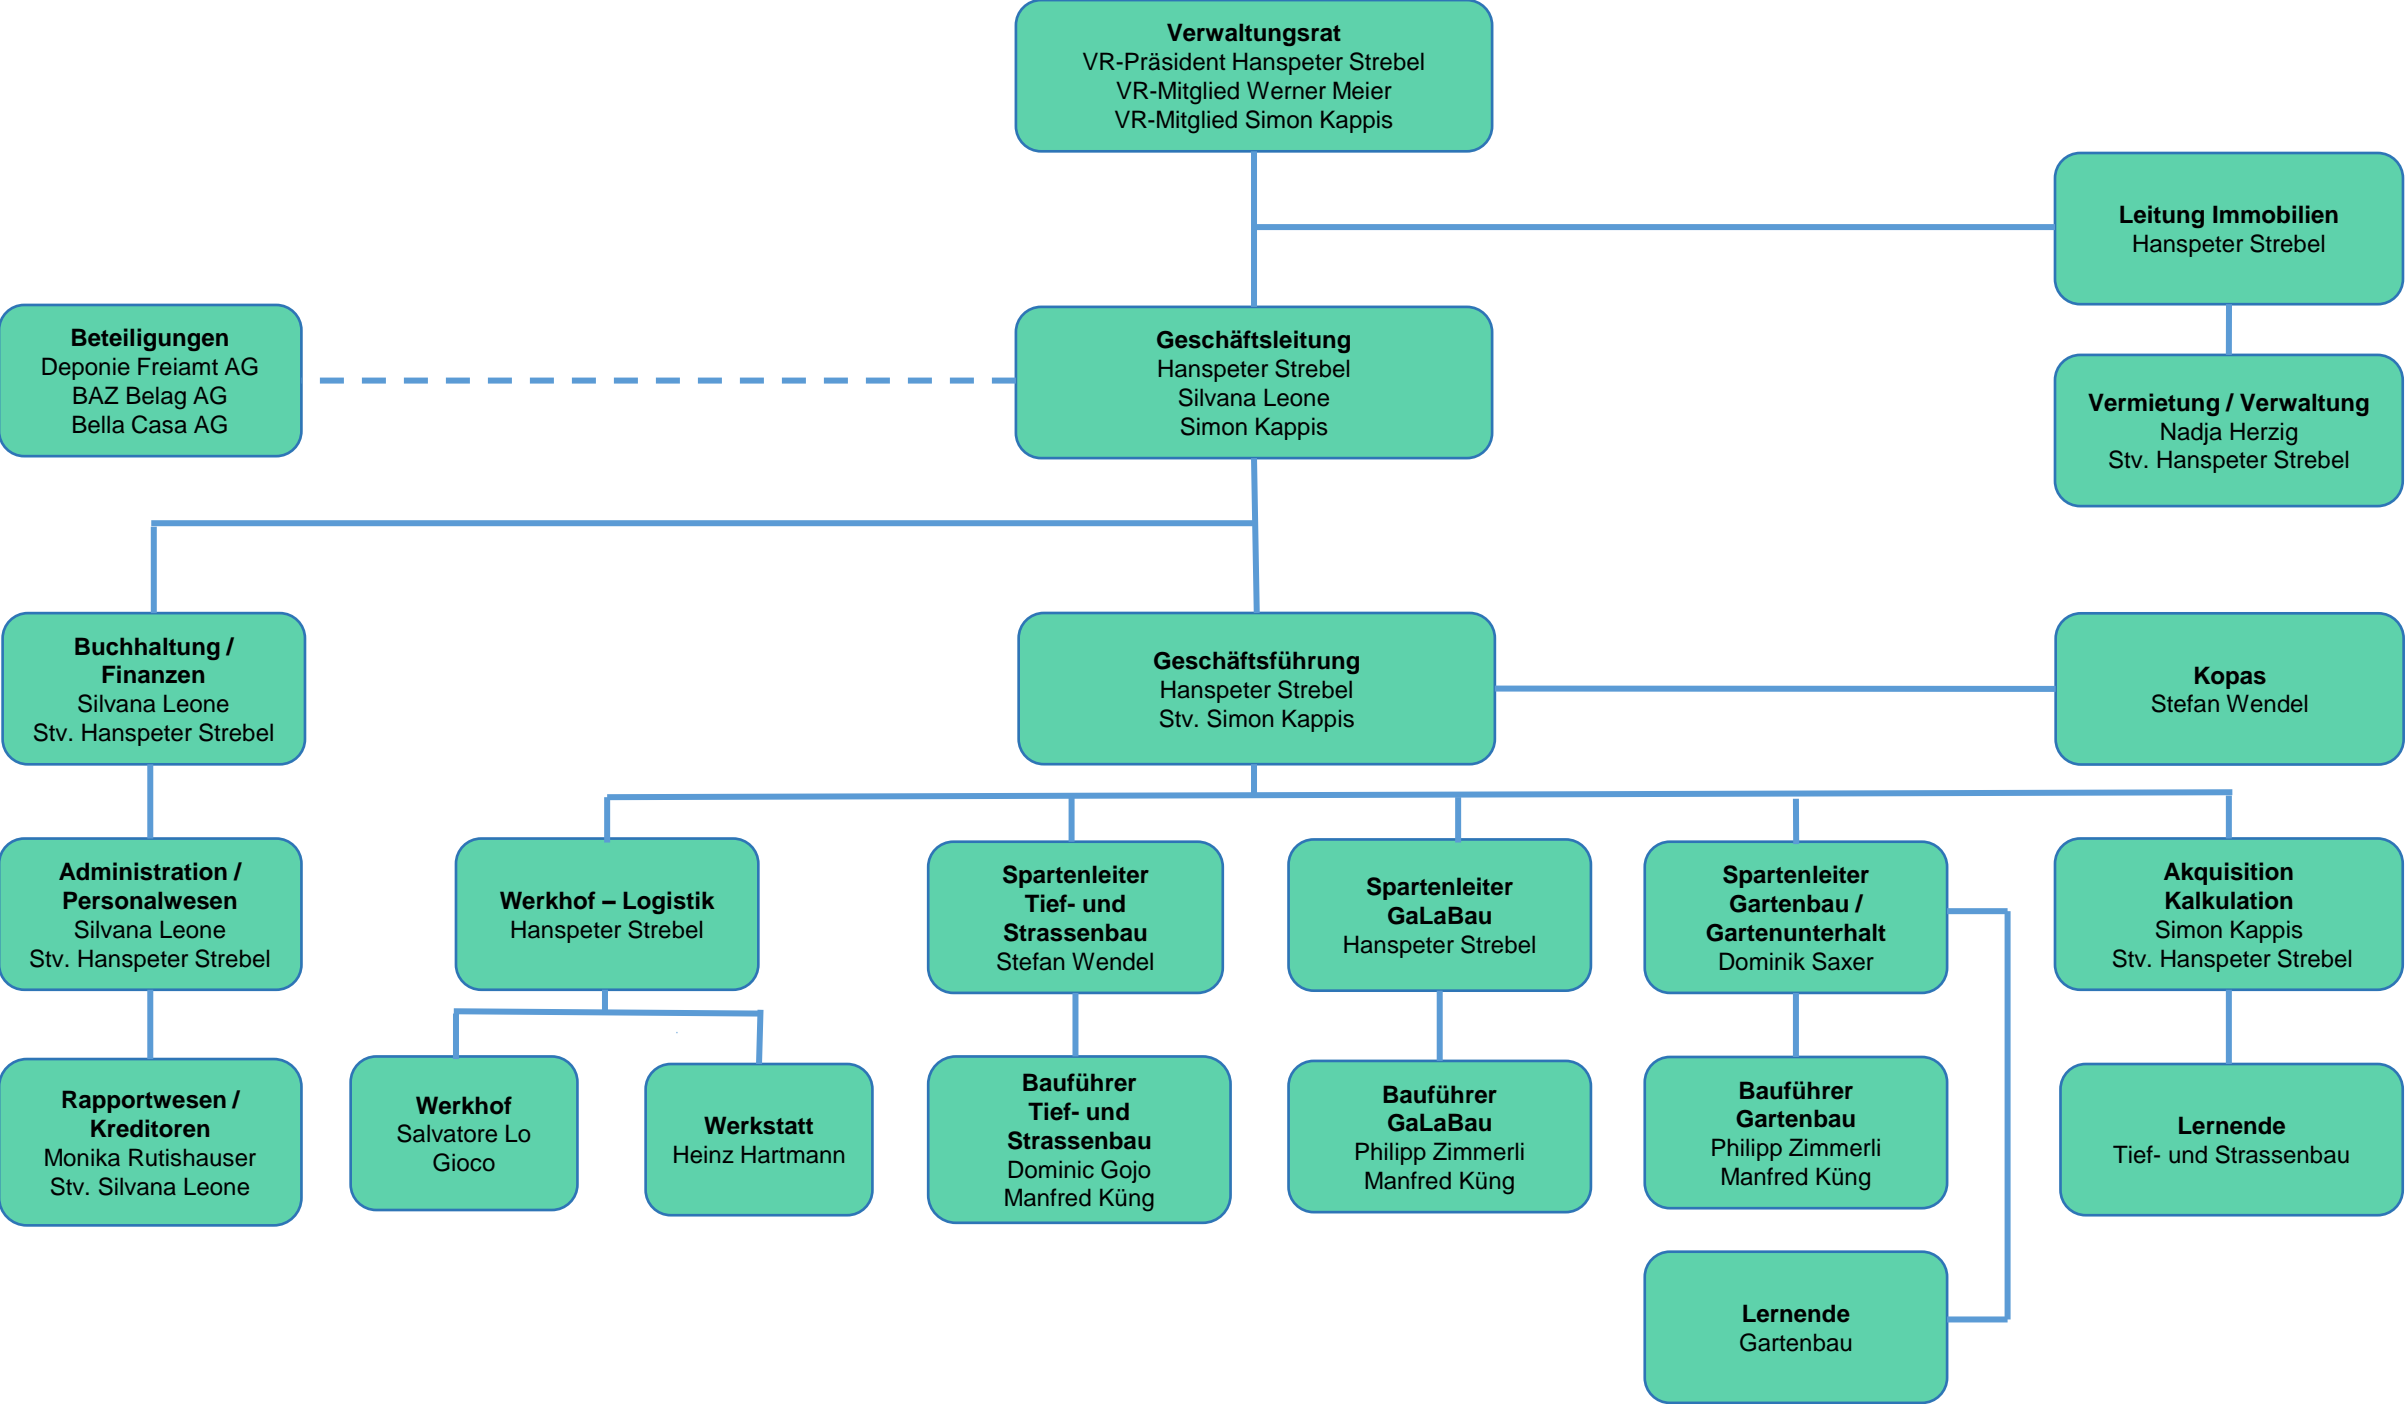 Verwaltungsrat
VR-Präsident Hanspeter Strebel
VR-Mitglied Werner Meier
VR-Mitglied Simon Kappis
Leitung Immobilien
Hanspeter Strebel
Beteiligungen
Deponie Freiamt AG
BAZ Belag AG
Bella Casa AG
Geschäftsleitung
Hanspeter Strebel
Silvana Leone
Simon Kappis
Vermietung / Verwaltung
Nadja Herzig
Stv. Hanspeter Strebel
Buchhaltung /
Finanzen
Silvana Leone
Stv. Hanspeter Strebel
Geschäftsführung
Hanspeter Strebel
Stv. Simon Kappis
Kopas
Stefan Wendel
Administration /
Personalwesen
Silvana Leone
Stv. Hanspeter Strebel
Werkhof – Logistik
Hanspeter Strebel
Spartenleiter
Tief- und
Strassenbau
Stefan Wendel
Spartenleiter
GaLaBau
Hanspeter Strebel
Spartenleiter
Gartenbau /
Gartenunterhalt
Dominik Saxer
Akquisition
Kalkulation
Simon Kappis
Stv. Hanspeter Strebel
Rapportwesen /
Kreditoren
Monika Rutishauser
Stv. Silvana Leone
Werkhof
Salvatore Lo
Gioco
Werkstatt
Heinz Hartmann
Bauführer
Tief- und
Strassenbau
Dominic Gojo
Manfred Küng
Bauführer
GaLaBau
Philipp Zimmerli
Manfred Küng
Bauführer
Gartenbau
Philipp Zimmerli
Manfred Küng
Lernende
Tief- und Strassenbau
Lernende
Gartenbau